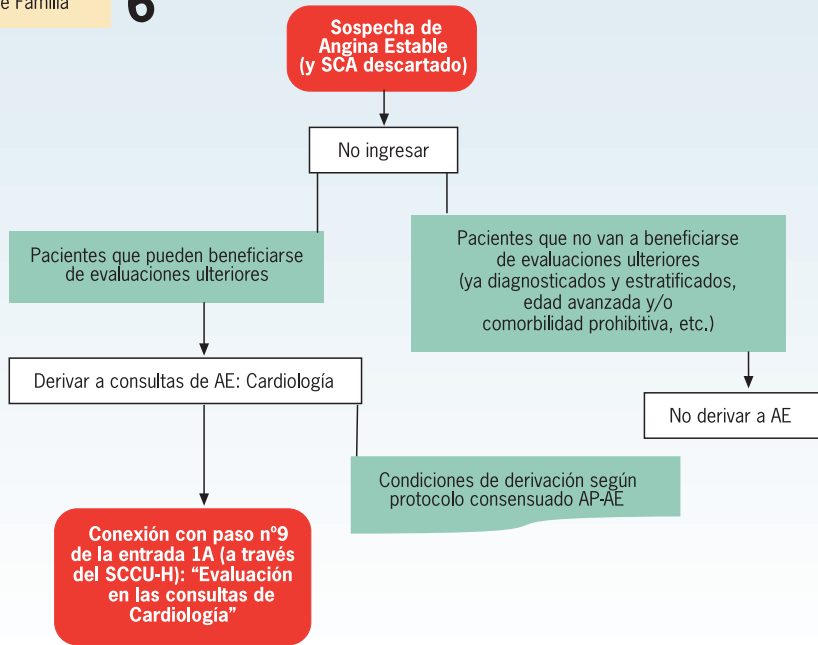 e Familia
6
Sospecha de
Angina Estable
(y SCA descartado)
No ingresar
Pacientes que pueden beneficiarse
de evaluaciones ulteriores
Pacientes que no van a beneficiarse
de evaluaciones ulteriores
(ya diagnosticados y estratificados,
edad avanzada y/o
comorbilidad prohibitiva, etc.)
Derivar a consultas de AE: Cardiología
No derivar a AE
Condiciones de derivación según
protocolo consensuado AP-AE
Conexión con paso nº9
de la entrada 1A (a través
del SCCU-H): “Evaluación
en las consultas de
Cardiología”